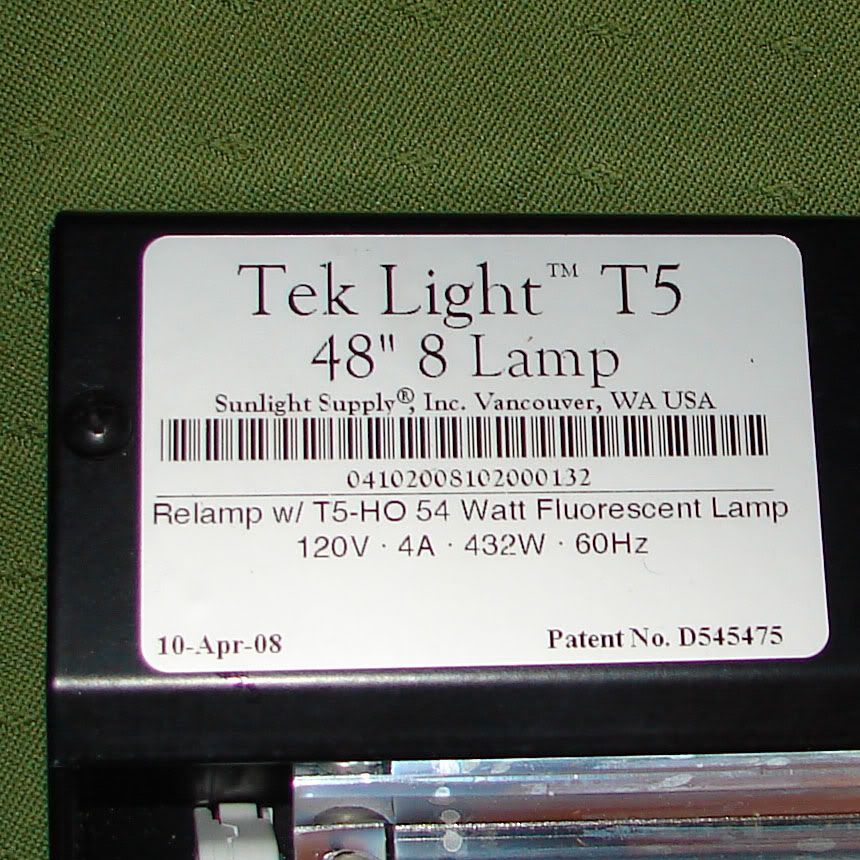 Tek Light™ T5
48" 8 Lamp
Sunlight Supply®, Inc. Vancouver, WA USA
04102008102000132
Relamp w/ T5-HO 54 Watt Fluorescent Lamp
120V · 4A · 432W · 60Hz
10-Apr-08 Patent No. D545475